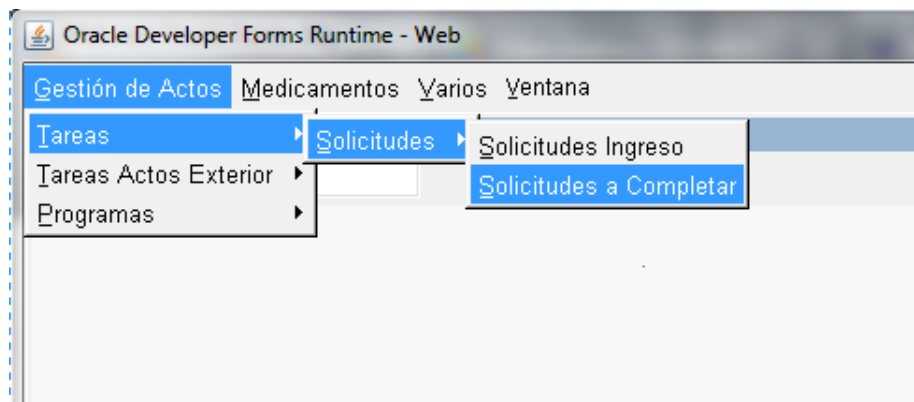 Oracle Developer Forms Runtime - Web
Gestión de Actos Medicamentos Varios Ventana
Tareas
Solicitudes
Solicitudes Ingreso
Tareas Actos Exterior
Solicitudes a Completar
Programas